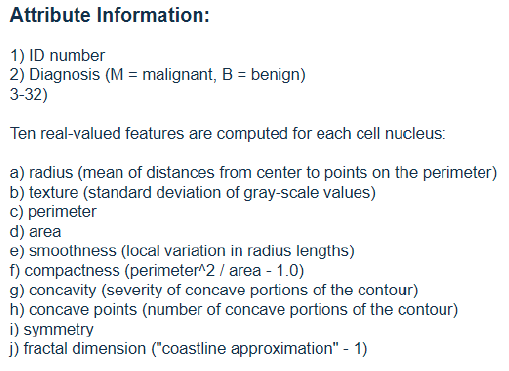 Attribute Information:
1) ID number
2) Diagnosis (M = malignant, B = benign)
3-32)
Ten real-valued features are computed for each cell nucleus:
a) radius (mean of distances from center to points on the perimeter)
b) texture (standard deviation of gray-scale values)
c) perimeter
d) area
e) smoothness (local variation in radius lengths)
f) compactness (perimeter^2 / area - 1.0)
g) concavity (severity of concave portions of the contour)
h) concave points (number of concave portions of the contour)
i) symmetry
j) fractal dimension ("coastline approximation" - 1)